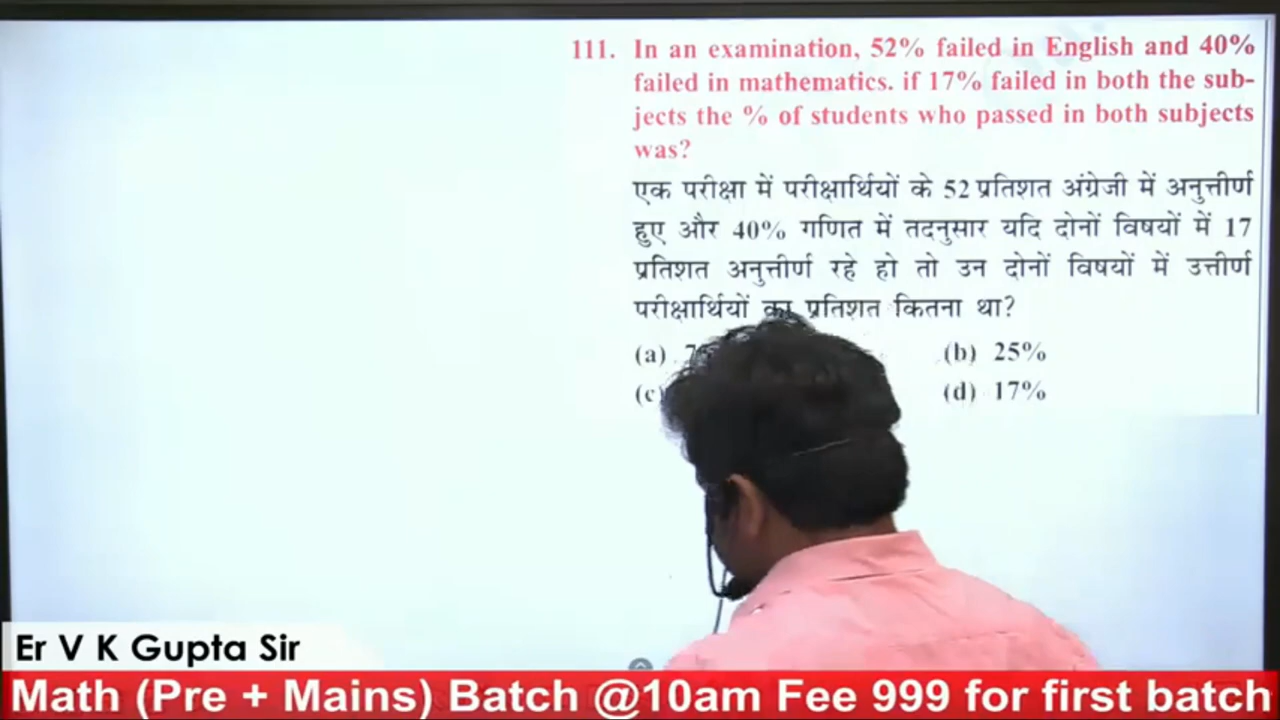 111. In an examination, 52% failed in English and 40%
failed in mathematics. if 17% failed in both the sub-
jects the % of students who passed in both subjects
was?
एक परीक्षा में परीक्षार्थियों के 52 प्रतिशत अंग्रेजी में अनुत्तीर्ण
हुए और 40% गणित में तदनुसार यदि दोनों विषयों में 17
प्रतिशत अनुत्तीर्ण रहे हो तो उन दोनों विषयों में उत्तीर्ण
परीक्षार्थियों का प्रतिशत कितना था?
(a) (b) 25%
(c) (d) 17%
Er V K Gupta Sir
Math (Pre + Mains) Batch @10am Fee 999 for first batch